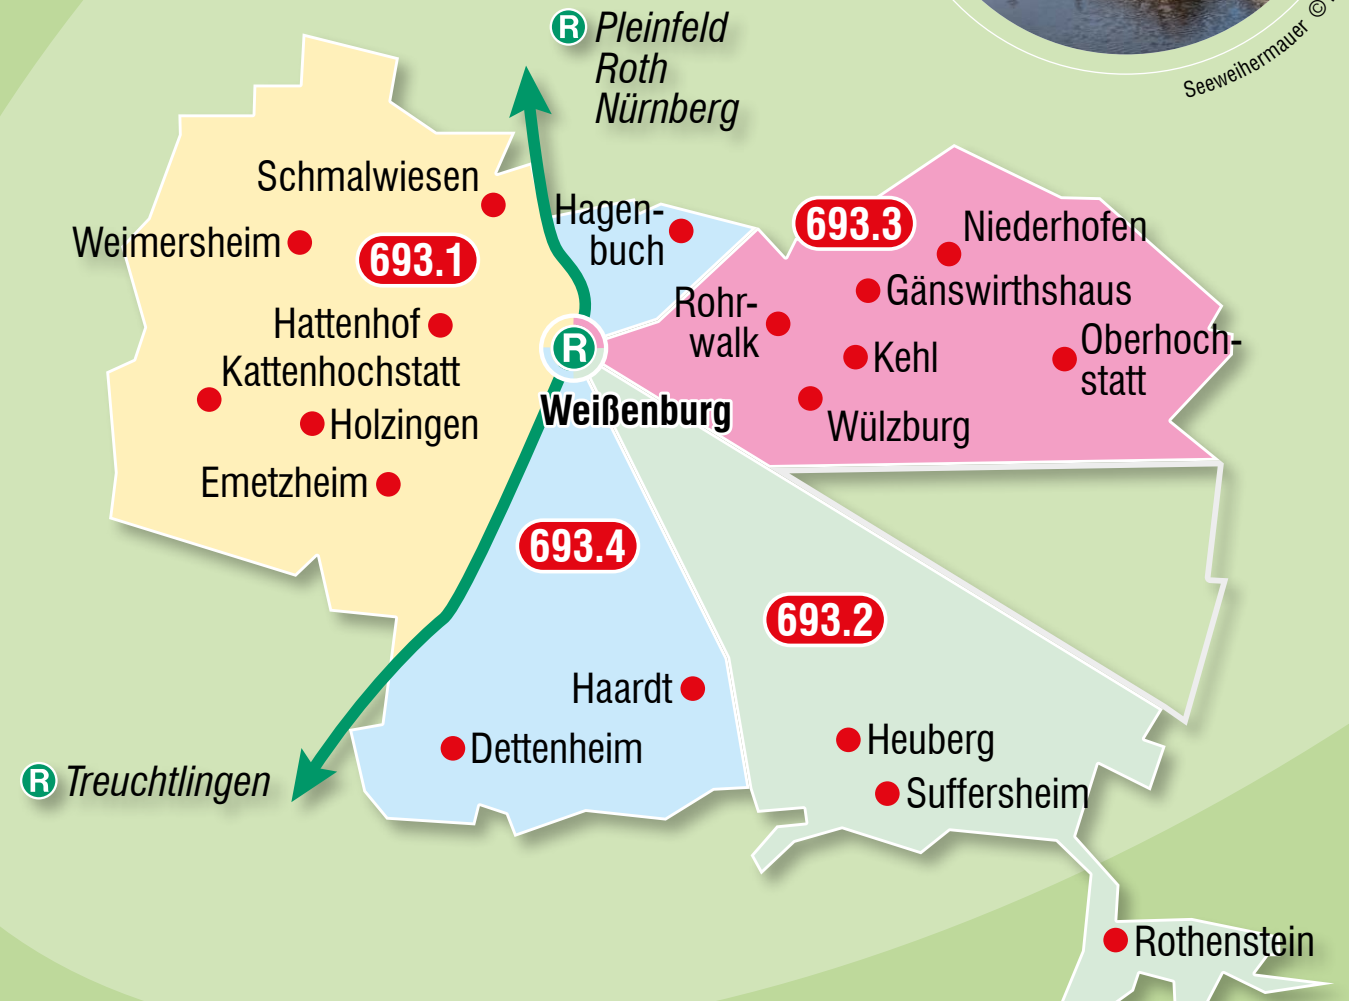 R Pleinfeld
Roth
Nürnberg
Seeweihermauer ©
Schmalwiesen
Weimersheim
693.1
Hagen-
buch
693.3
Niederhofen
Gänswirthshaus
Rohr-
walk
Hattenhof
R
Kehl
Oberhoch-
statt
Kattenhochstatt
Weißenburg
Wülzburg
Holzingen
Emetzheim
693.4
693.2
Haardt
Dettenheim
Heuberg
Suffersheim
R Treuchtlingen
Rothenstein